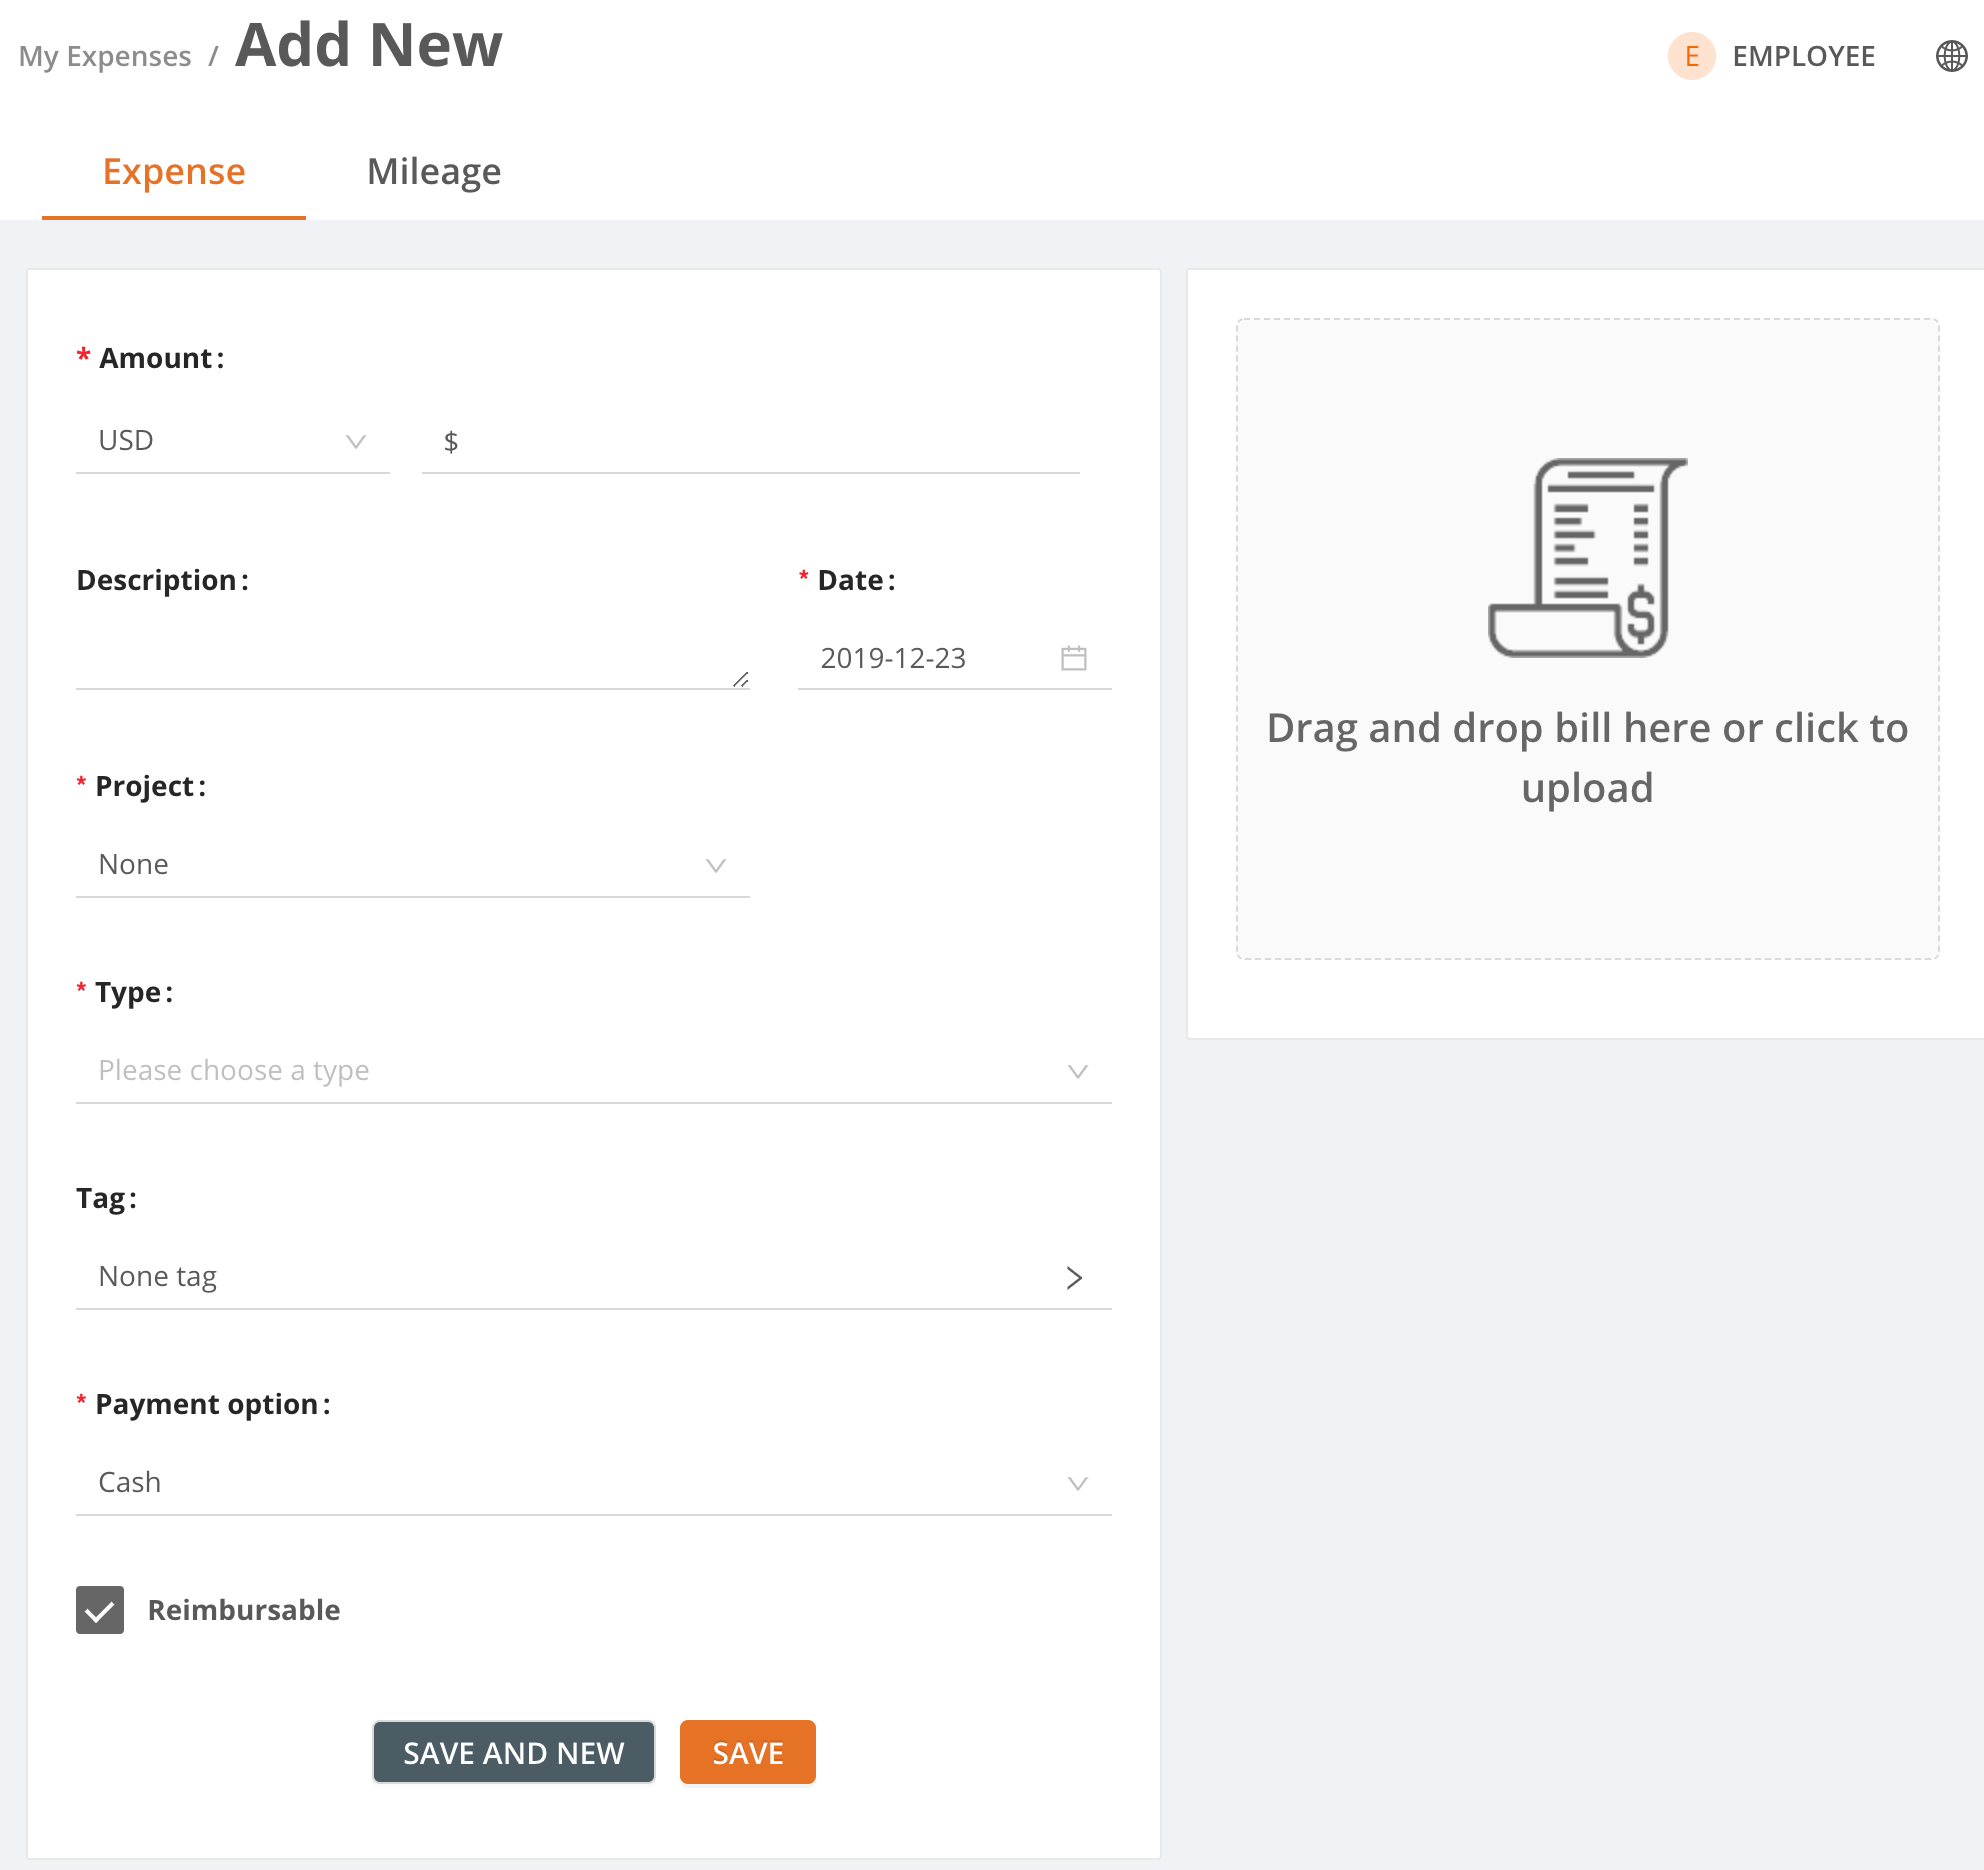 My Expenses / Add New
E EMPLOYEE
Expense Mileage
* Amount:
USD $
Description: * Date:
2019-12-23
* Project:
None
* Type:
Please choose a type
Tag:
None tag
* Payment option:
Cash
Reimbursable
SAVE AND NEW SAVE
$
Drag and drop bill here or click to
upload